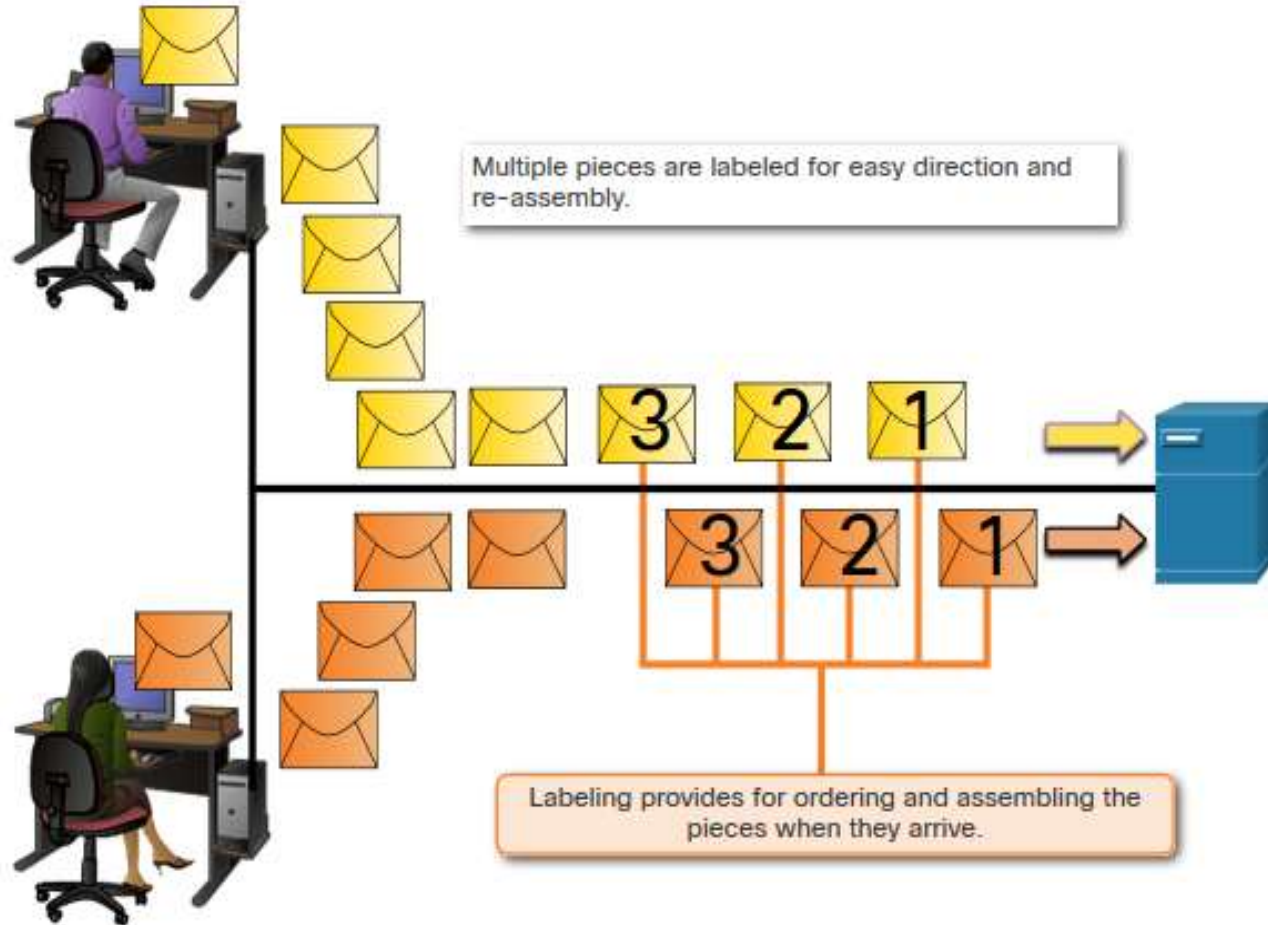 Multiple pieces are labeled for easy direction and
re-assembly.
3 2 1
3 2 1
Labeling provides for ordering and assembling the
pieces when they arrive.